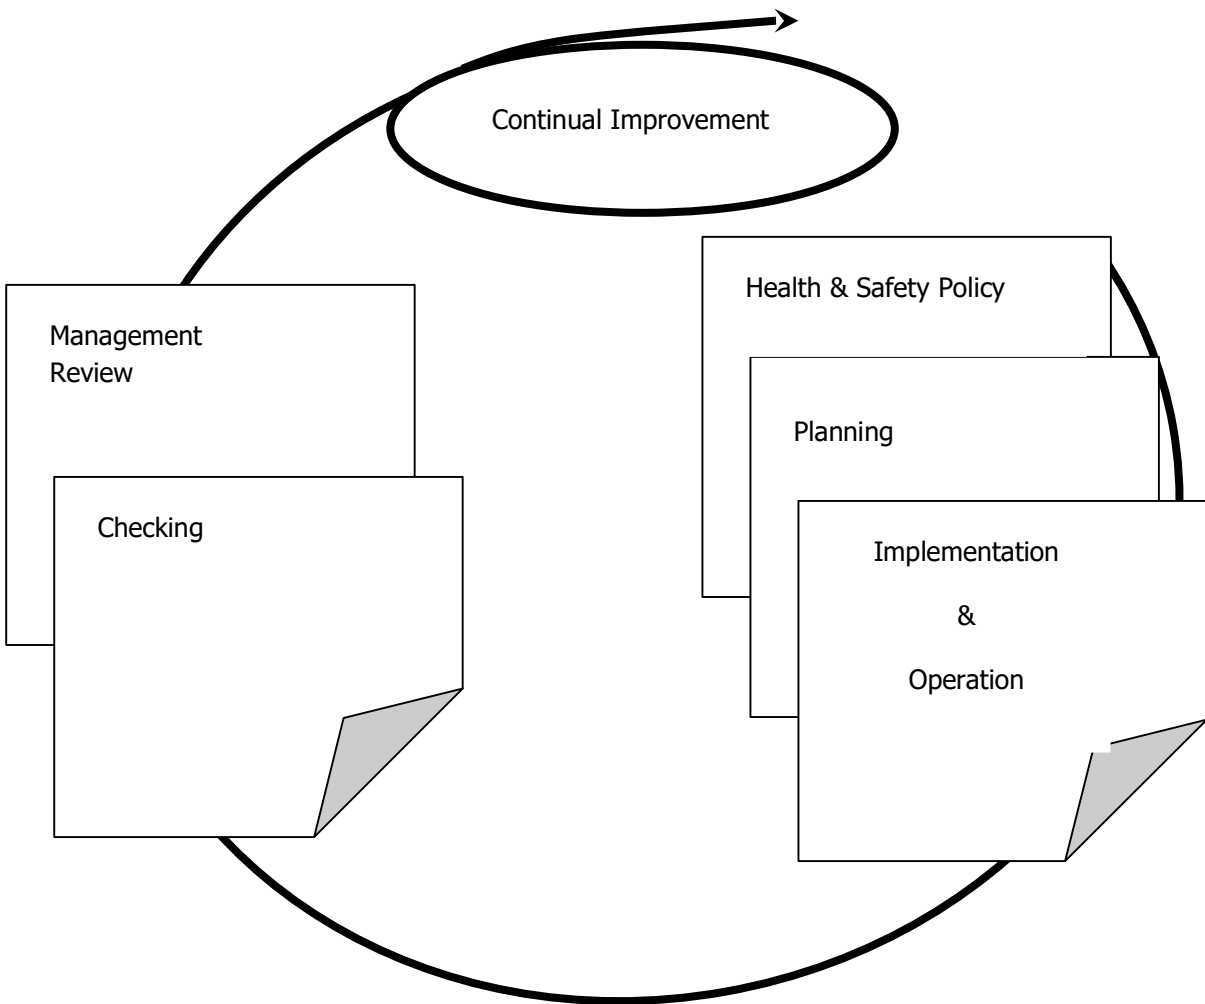 Continual Improvement
Health & Safety Policy
Management
Review
Planning
Checking
Implementation
&
Operation